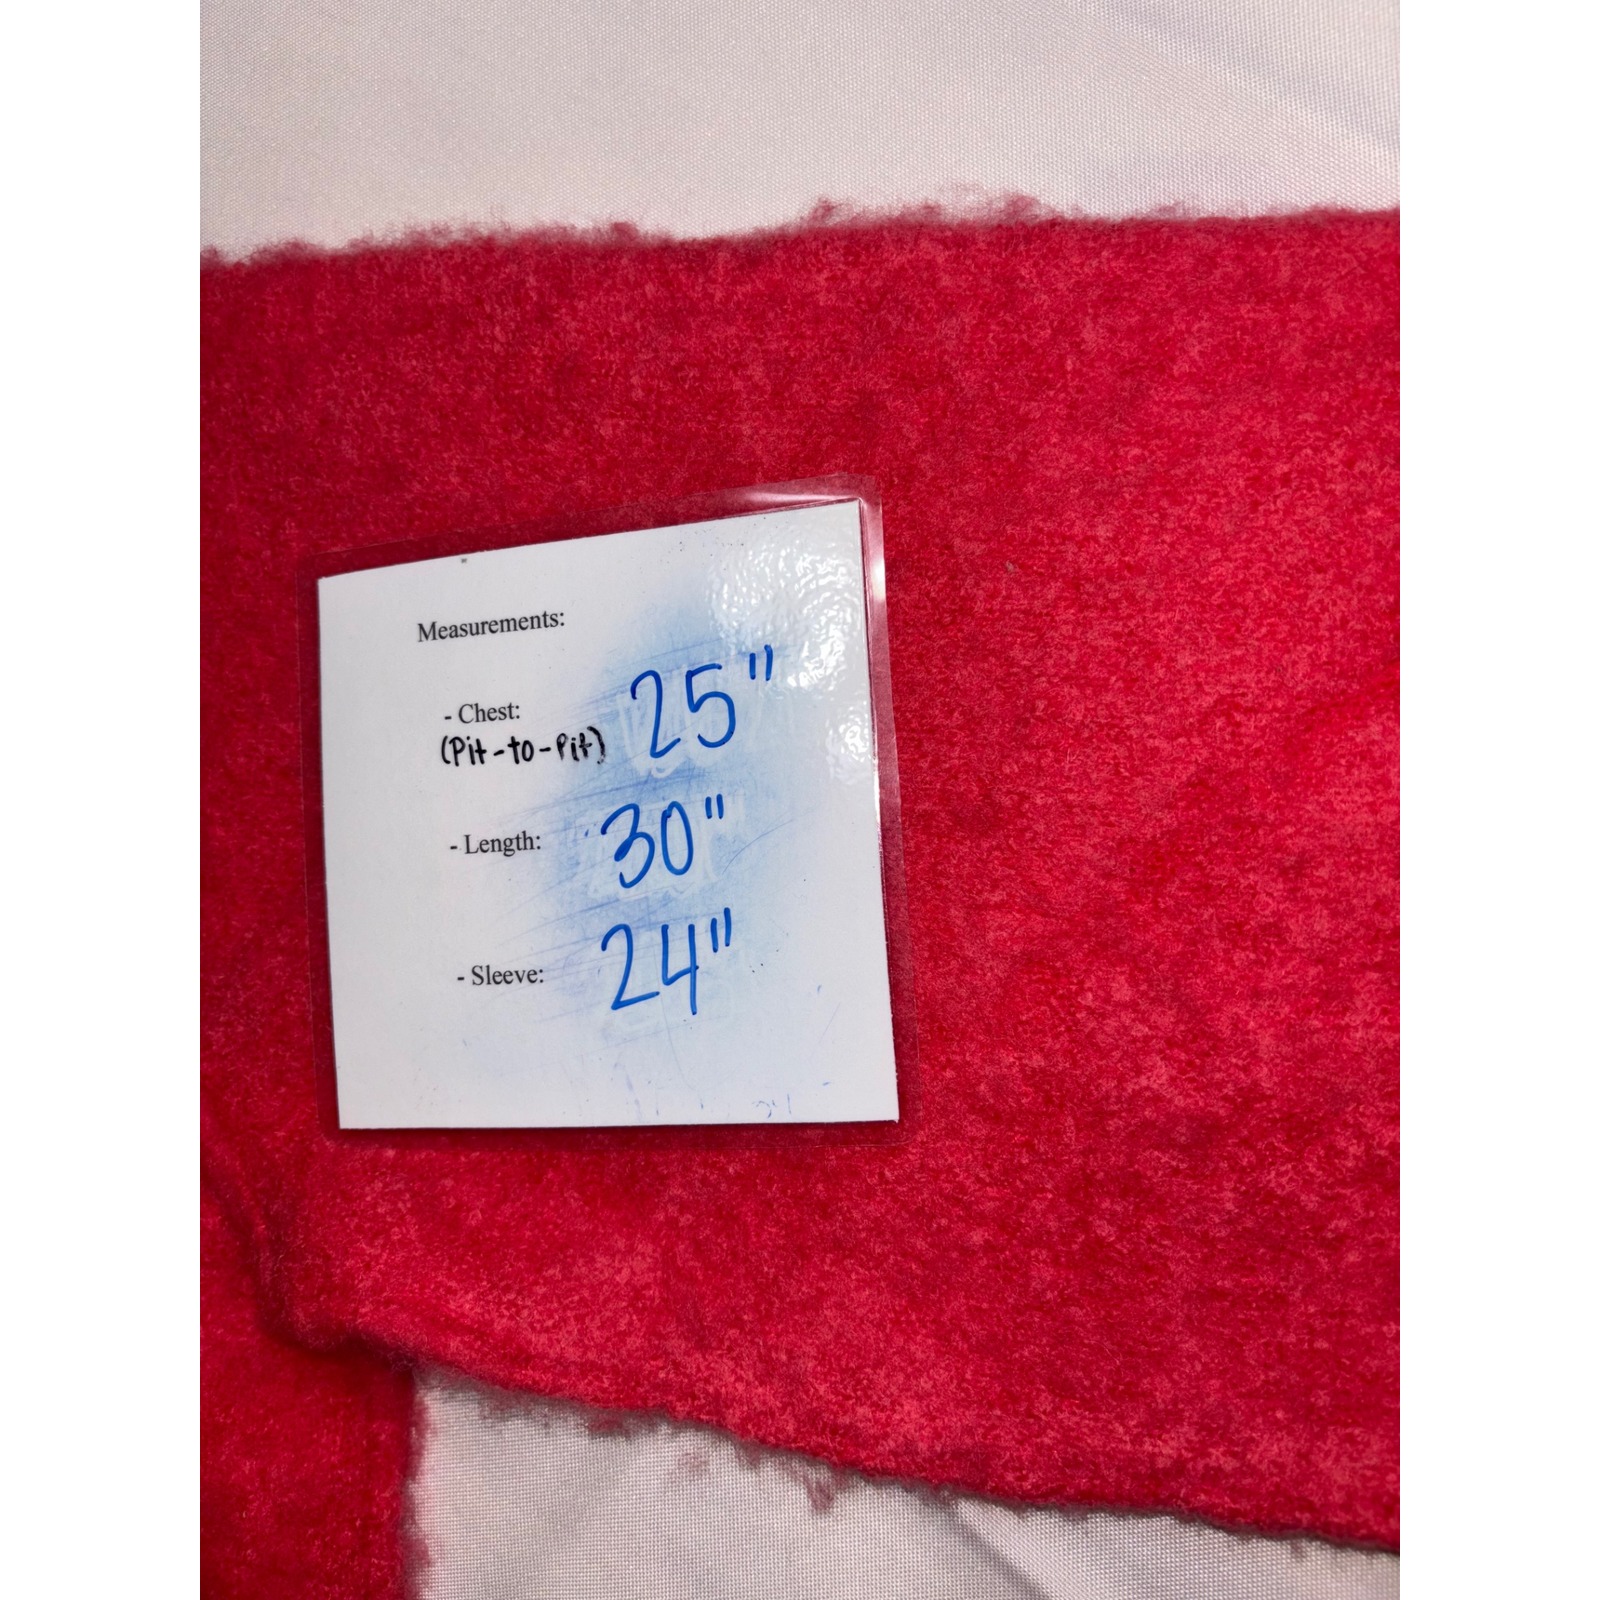 Measurements:
- Chest: 25"
(Pit-to-Pit)
- Length: 30"
- Sleeve: 24"